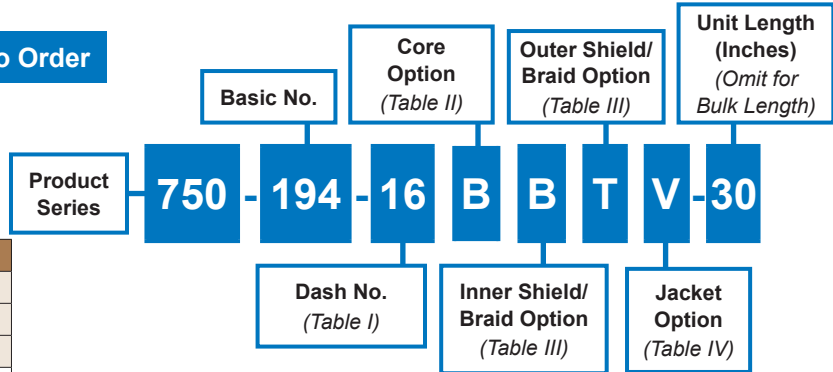 o Order
Basic No.
Core
Option
(Table II)
Outer Shield/
Braid Option
(Table III)
Unit Length
(Inches)
(Omit for
Bulk Length)
Product
Series
750 - 194 - 16 B B T V - 30
Dash No.
(Table I)
Inner Shield/
Braid Option
(Table III)
Jacket
Option
(Table IV)